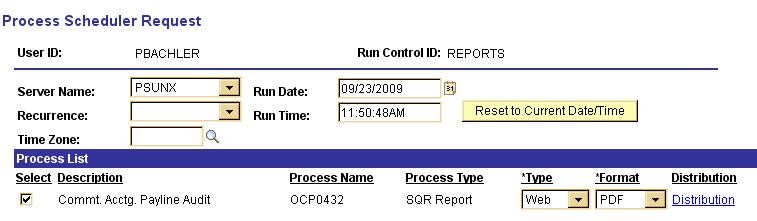 Process Scheduler Request
User ID: PBACHLER Run Control ID: REPORTS
Server Name: PSUNX Run Date: 09/23/2009 31
Recurrence: Run Time: 11:50:48AM Reset to Current Date/Time
Time Zone:
Process List
Select Description Process Name Process Type *Type *Format Distribution
Commt. Acctg. Payline Audit OCP0432 SQR Report Web PDF Distribution